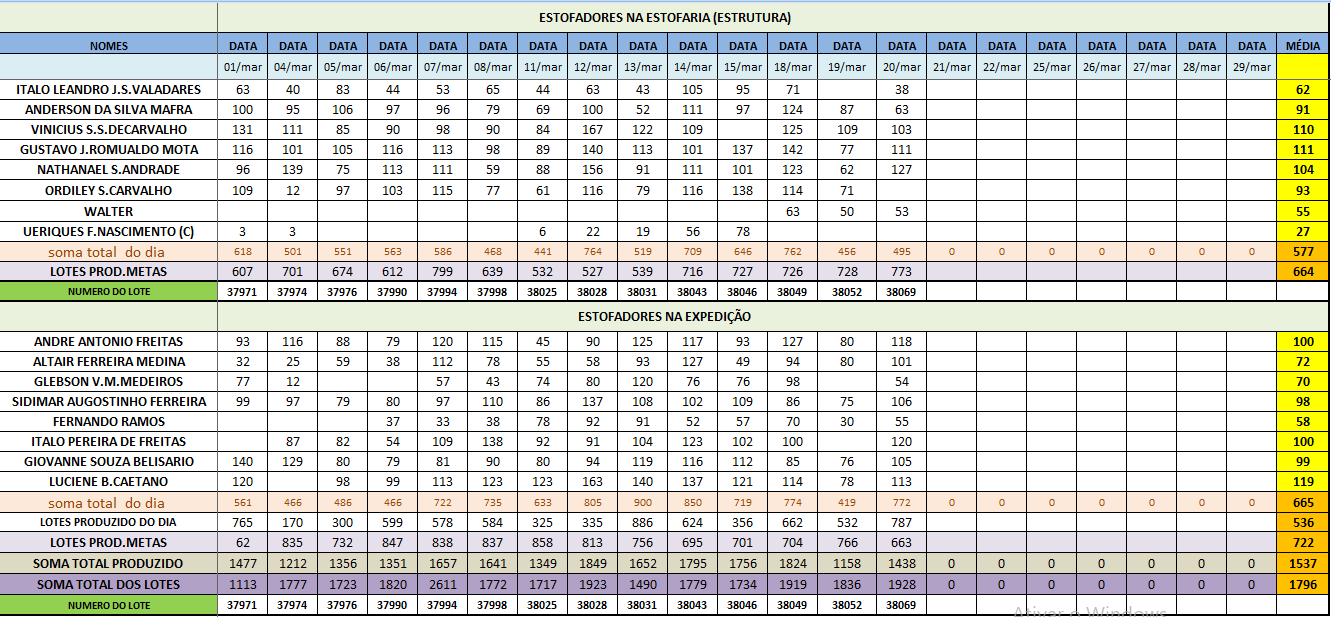 ESTOFADORES NA ESTOFARIA (ESTRUTURA)
NOMES DATA DATA DATA DATA DATA DATA DATA DATA DATA DATA DATA DATA DATA DATA DATA DATA DATA DATA DATA DATA DATA MÉDIA
01/mar 04/mar 05/mar 06/mar 07/mar 08/mar 11/mar 12/mar 13/mar 14/mar 15/mar 18/mar 19/mar 20/mar 21/mar 22/mar 25/mar 26/mar 27/mar 28/mar 29/mar
ITALO LEANDRO J.S.VALADARES 63 40 83 44 53 65 44 63 43 105 95 71 38 62
ANDERSON DA SILVA MAFRA 100 95 106 97 96 79 69 100 52 111 97 124 87 63 91
VINICIUS S.S.DECARVALHO 131 111 85 90 98 90 84 167 122 109 125 109 103 110
GUSTAVO J.ROMUALDO MOTA 116 101 105 116 113 98 89 140 113 101 137 142 77 111 111
NATHANAEL S.ANDRADE 96 139 75 113 111 59 88 156 91 111 101 123 62 127 104
ORDILEY S.CARVALHO 109 12 97 103 115 77 61 116 79 116 138 114 71 93
WALTER 63 50 53 55
UERIQUES F.NASCIMENTO (C) 3 3 6 22 19 56 78 27
soma total do dia 618 501 551 563 586 468 441 764 519 709 646 762 456 495 0 0 0 0 0 0 0 577
LOTES PROD.METAS 607 701 674 612 799 639 532 527 539 716 727 726 728 773 664
NUMERO DO LOTE 37971 37974 37976 37990 37994 37998 38025 38028 38031 38043 38046 38049 38052 38069
ESTOFADORES NA EXPEDIÇÃO
ANDRE ANTONIO FREITAS 93 116 88 79 120 115 45 90 125 117 93 127 80 118 100
ALTAIR FERREIRA MEDINA 32 25 59 38 112 78 55 58 93 127 49 94 80 101 72
GLEBSON V.M.MEDEIROS 77 12 57 43 74 80 120 76 76 98 54 70
SIDIMAR AUGOSTINHO FERREIRA 99 97 79 80 97 110 86 137 108 102 109 86 75 106 98
FERNANDO RAMOS 37 33 38 78 92 91 52 57 70 30 55 58
ITALO PEREIRA DE FREITAS 87 82 54 109 138 92 91 104 123 102 100 120 100
GIOVANNE SOUZA BELISARIO 140 129 80 79 81 90 80 94 119 116 112 85 76 105 99
LUCIENE B.CAETANO 120 98 99 113 123 123 163 140 137 121 114 78 113 119
soma total do dia 561 466 486 466 722 735 633 805 900 850 719 774 419 772 0 0 0 0 0 0 0 665
LOTES PRODUZIDO DO DIA 765 170 300 599 578 584 325 335 886 624 356 662 532 787 536
LOTES PROD.METAS 62 835 732 847 838 837 858 813 756 695 701 704 766 663 722
SOMA TOTAL PRODUZIDO 1477 1212 1356 1351 1657 1641 1349 1849 1652 1795 1756 1824 1158 1438 0 0 0 0 0 0 0 1537
SOMA TOTAL DOS LOTES 1113 1777 1723 1820 2611 1772 1717 1923 1490 1779 1734 1919 1836 1928 0 0 0 0 0 0 0 1796
NUMERO DO LOTE 37971 37974 37976 37990 37994 37998 38025 38028 38031 38043 38046 38049 38052 38069
Ativar o Windows